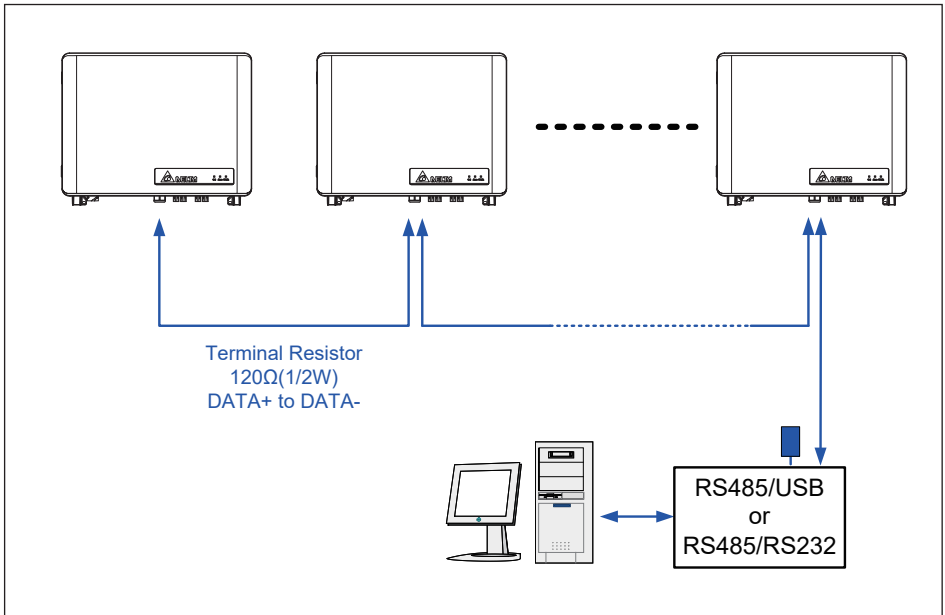 Terminal Resistor
120Ω(1/2W)
DATA+ to DATA-
RS485/USB
or
RS485/RS232